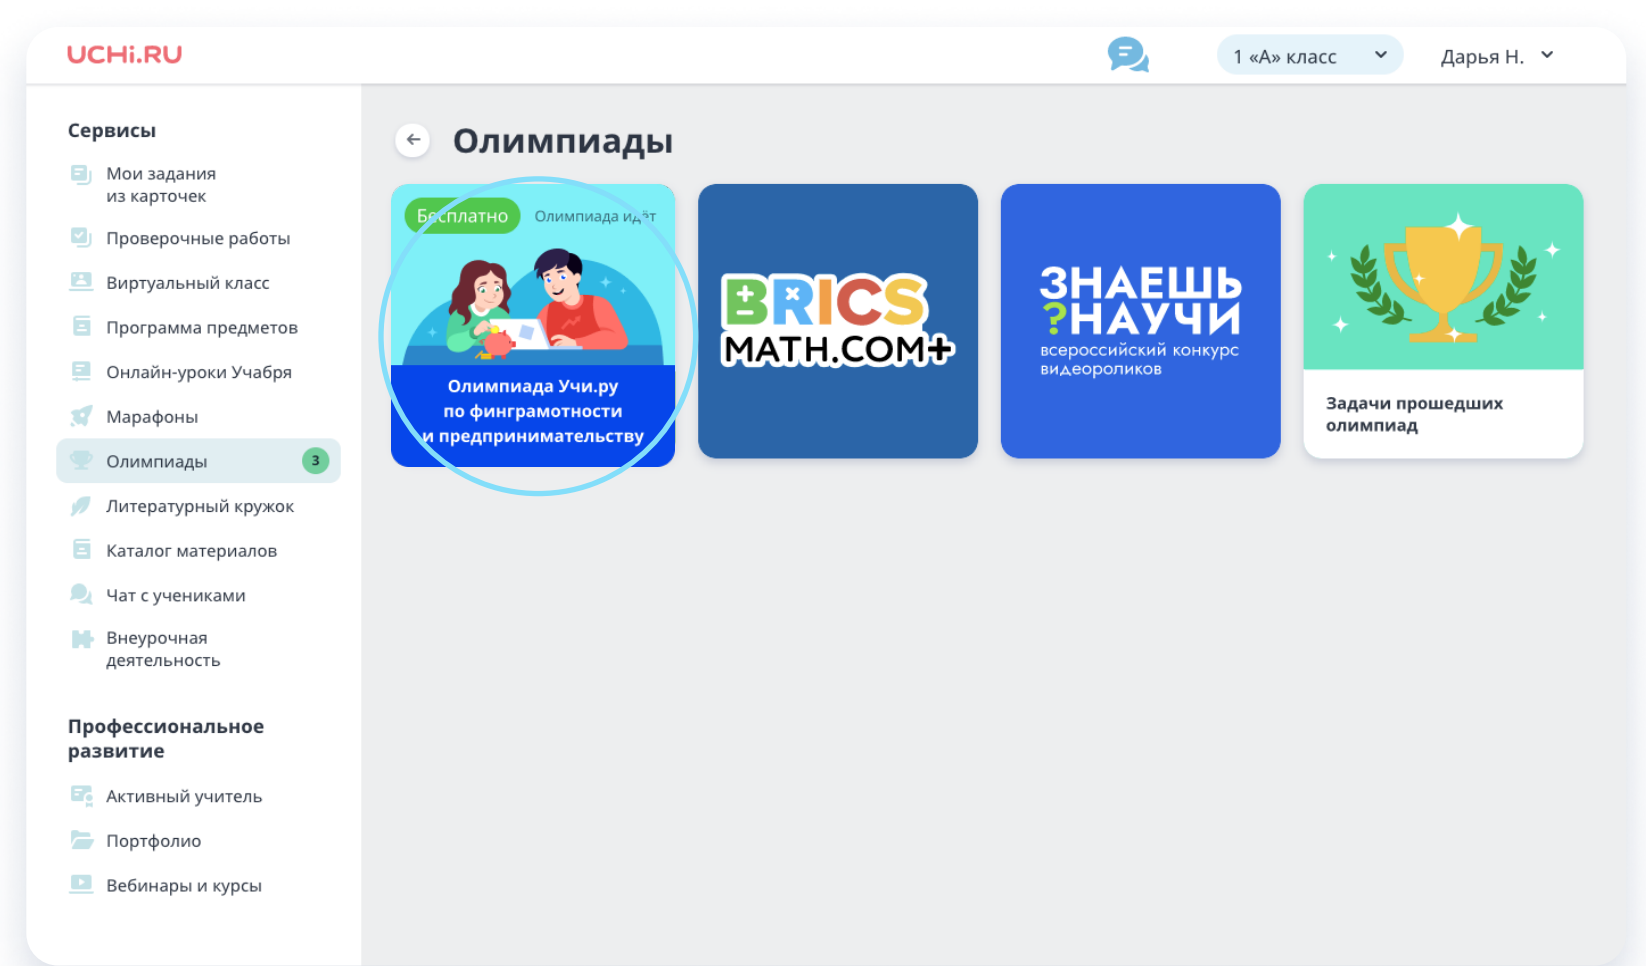 UCHi.RU
1 «А» класс
Дарья Н.
Сервисы
Мои задания
из карточек
Проверочные работы
Виртуальный класс
Программа предметов
Онлайн-уроки Учабря
Марафоны
Олимпиады
3
Литературный кружок
Каталог материалов
Чат с учениками
Внеурочная
деятельность
Профессиональное
развитие
Активный учитель
Портфолио
Вебинары и курсы
Олимпиады
Бесплатно
Олимпиада идёт
Олимпиада Учи.ру
по финграмотности
и предпринимательству
BRICS
MATH.COM+
ЗНАЕШЬ
?НАУЧИ
всероссийский конкурс
видеороликов
Задачи прошедших
олимпиад